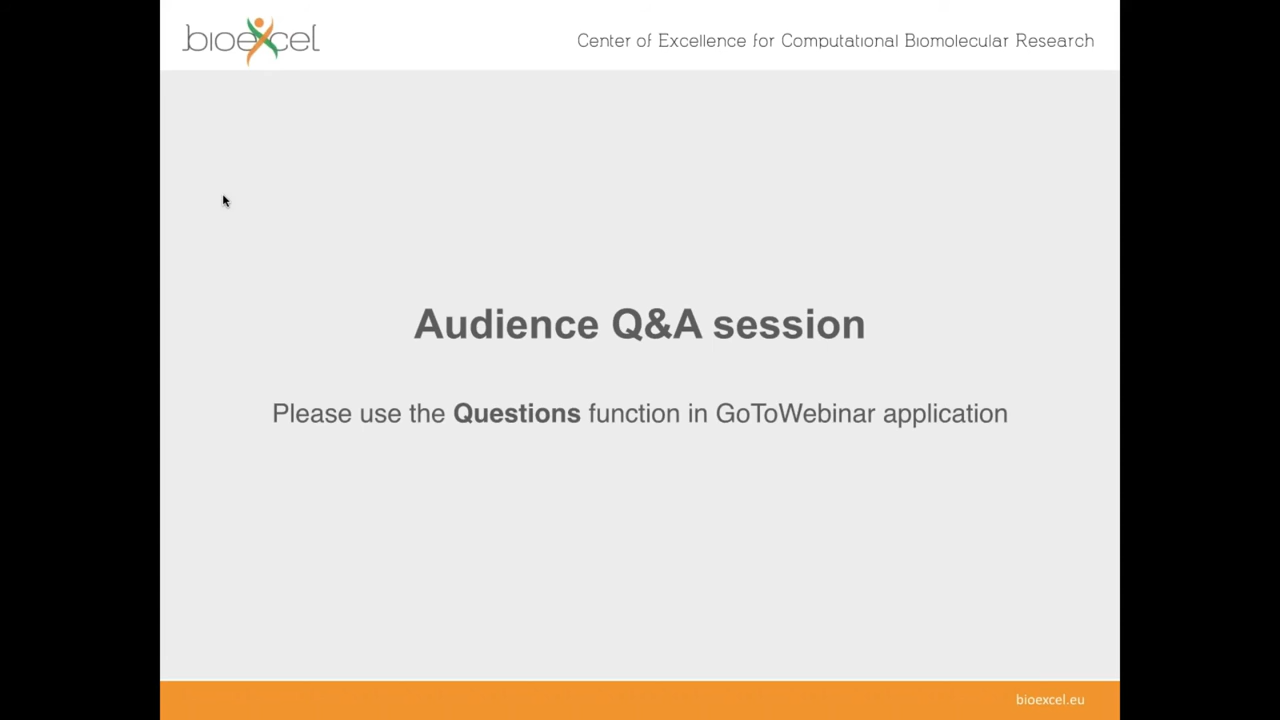 bioexcel
Center of Excellence for Computational Biomolecular Research
Audience Q&A session
Please use the Questions function in GoToWebinar application
bioexcel.eu